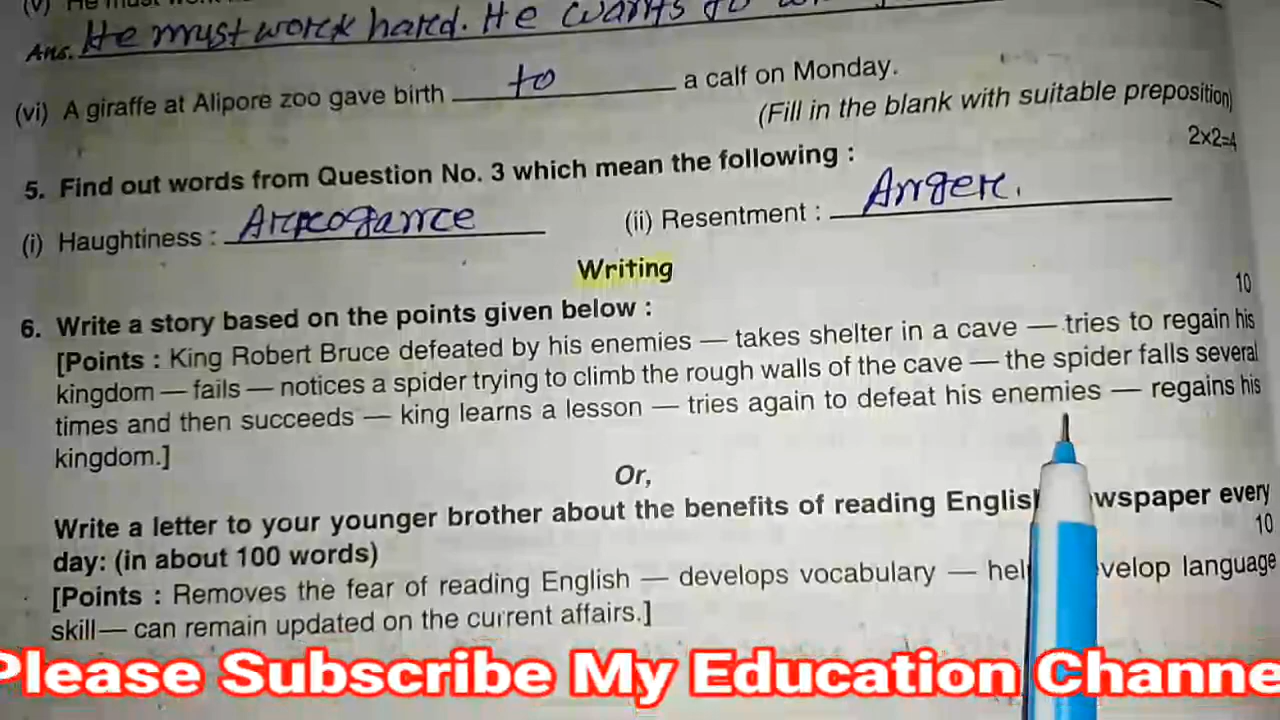 (v) He must work
Ans. He must work hard. He wants to
(vi) A giraffe at Alipore zoo gave birth to a calf on Monday.
(Fill in the blank with suitable preposition)
2x2=4
5. Find out words from Question No. 3 which mean the following :
(i) Haughtiness : Arrogance (ii) Resentment : Anger.
Writing
10
6. Write a story based on the points given below :
[Points : King Robert Bruce defeated by his enemies — takes shelter in a cave — tries to regain his
kingdom — fails — notices a spider trying to climb the rough walls of the cave — the spider falls several
times and then succeeds — king learns a lesson — tries again to defeat his enemies — regains his
kingdom.]
Or,
Write a letter to your younger brother about the benefits of reading Englis wspaper every
day: (in about 100 words)
10
[Points : Removes the fear of reading English — develops vocabulary — hel velop language
skill— can remain updated on the current affairs.]
Please Subscribe My Education Channe